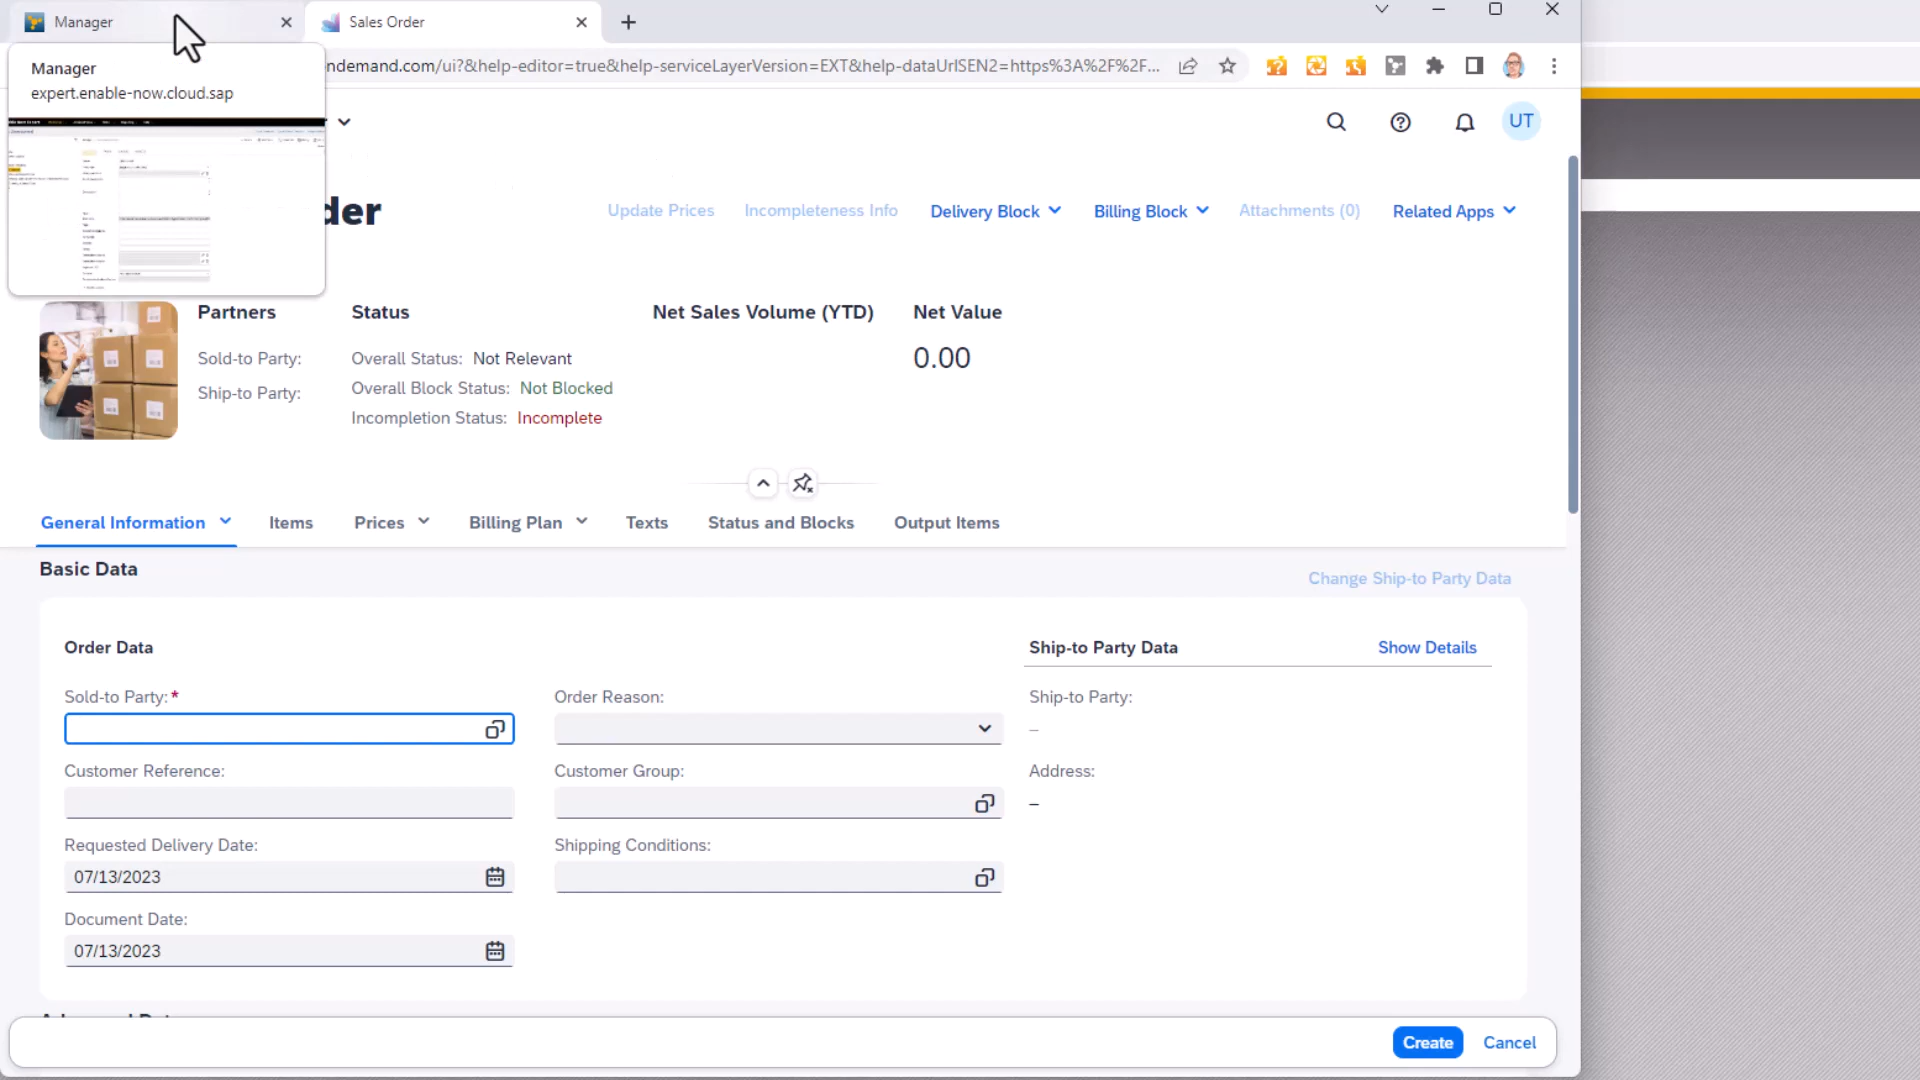 Manager
Sales Order
Manager
expert.enable-now.cloud.sap
ndemand.com/ui?&help-editor=true&help-serviceLayerVersion=EXT&help-dataUrlSEN2=https%3A%2F%2F...
UT
der
Update Prices
Incompleteness Info
Delivery Block
Billing Block
Attachments (0)
Related Apps
Partners
Status
Net Sales Volume (YTD)
Net Value
Sold-to Party:
Overall Status: Not Relevant
0.00
Ship-to Party:
Overall Block Status: Not Blocked
Incompletion Status: Incomplete
General Information
Items
Prices
Billing Plan
Texts
Status and Blocks
Output Items
Basic Data
Change Ship-to Party Data
Order Data
Ship-to Party Data
Show Details
Sold-to Party:*
Order Reason:
Ship-to Party:
–
Customer Reference:
Customer Group:
Address:
–
Requested Delivery Date:
Shipping Conditions:
07/13/2023
Document Date:
07/13/2023
Create
Cancel